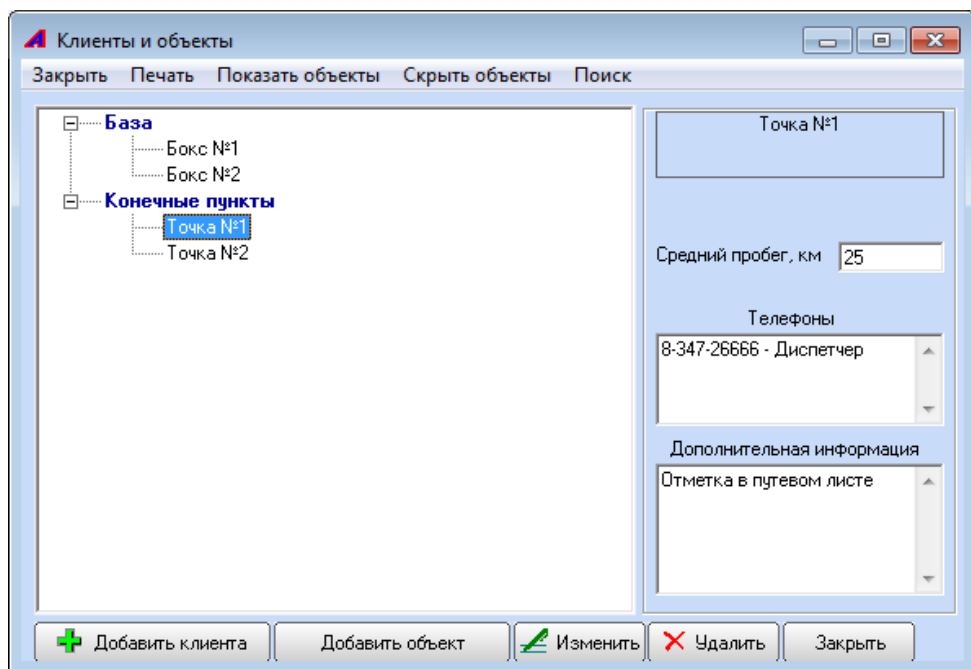 Клиенты и объекты
Закрыть Печать Показать объекты Скрыть объекты Поиск
База
Бокс №1
Бокс №2
Конечные пункты
Точка №1
Точка №2
Точка №1
Средний пробег, км 25
Телефоны
8-347-26666 - Диспетчер
Дополнительная информация
Отметка в путевом листе
Добавить клиента Добавить объект Изменить Удалить Закрыть